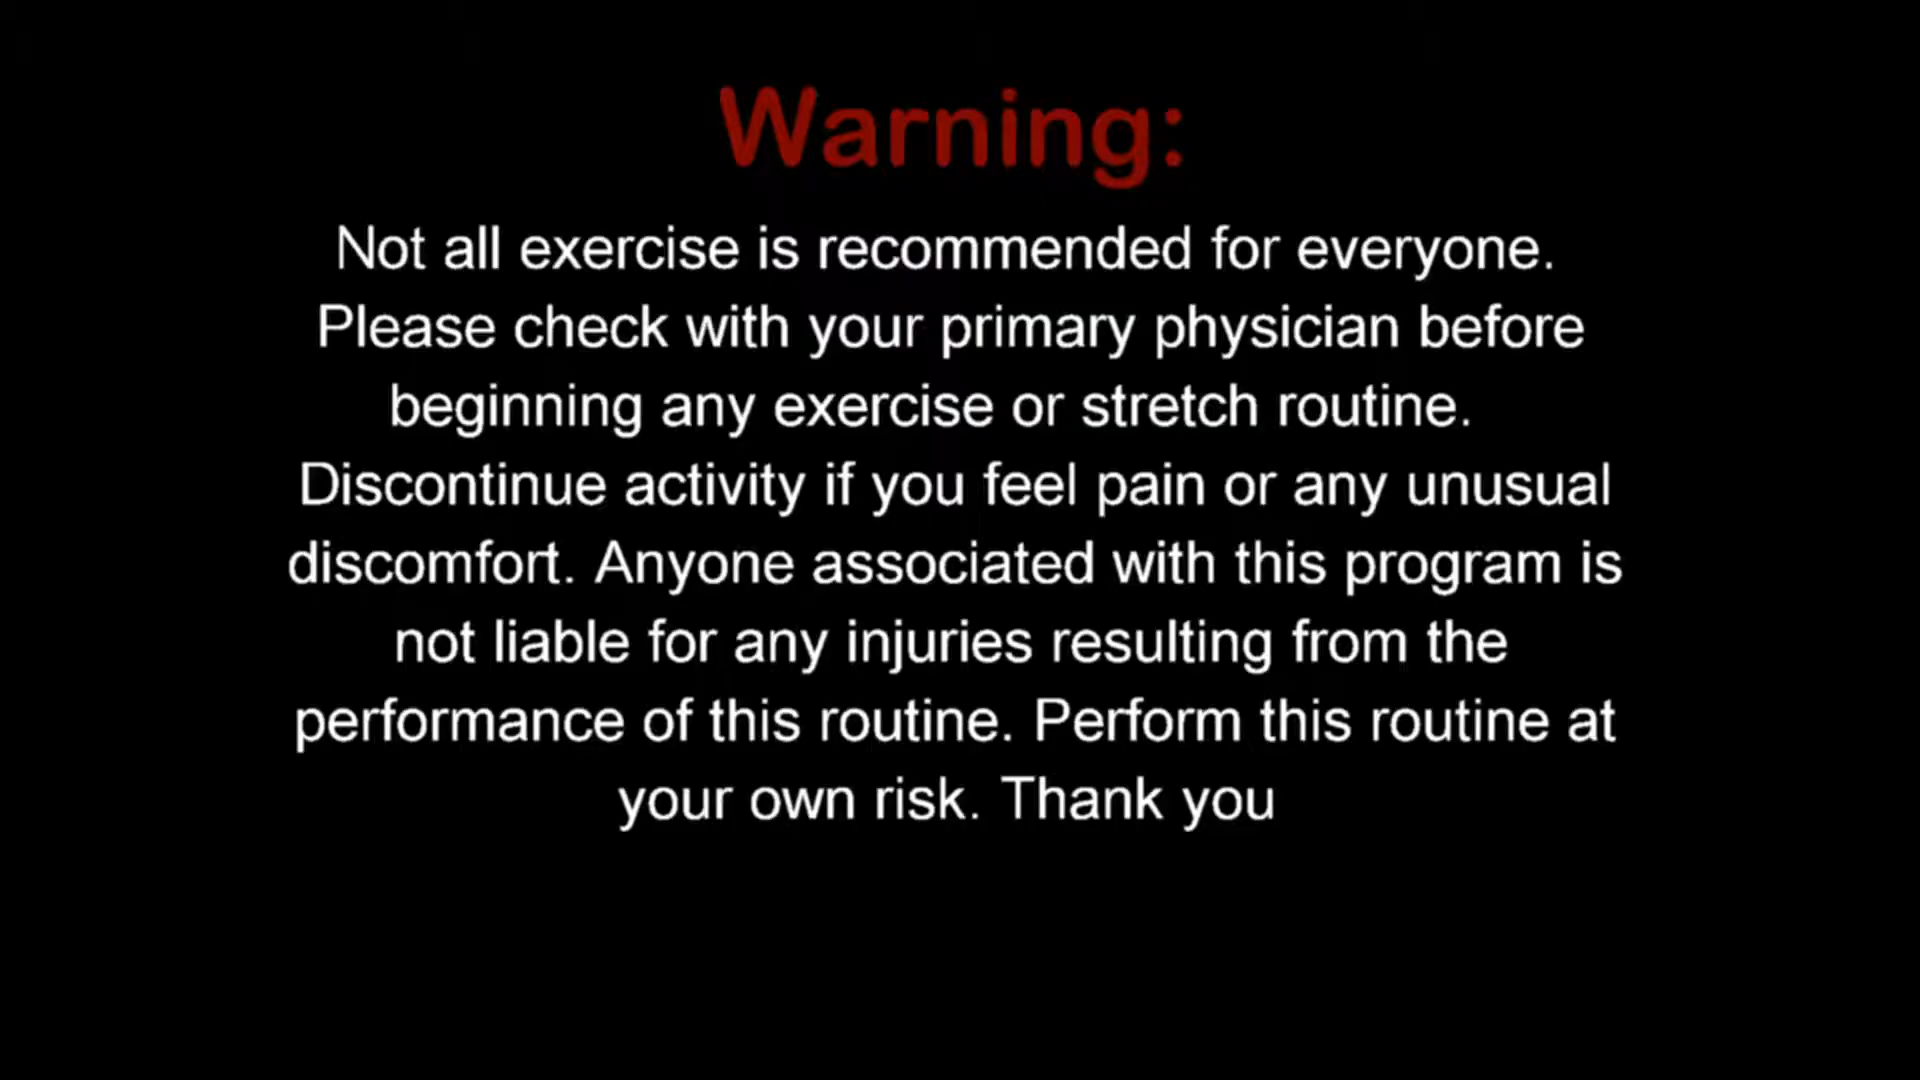 Warning:
Not all exercise is recommended for everyone.
Please check with your primary physician before
beginning any exercise or stretch routine.
Discontinue activity if you feel pain or any unusual
discomfort. Anyone associated with this program is
not liable for any injuries resulting from the
performance of this routine. Perform this routine at
your own risk. Thank you